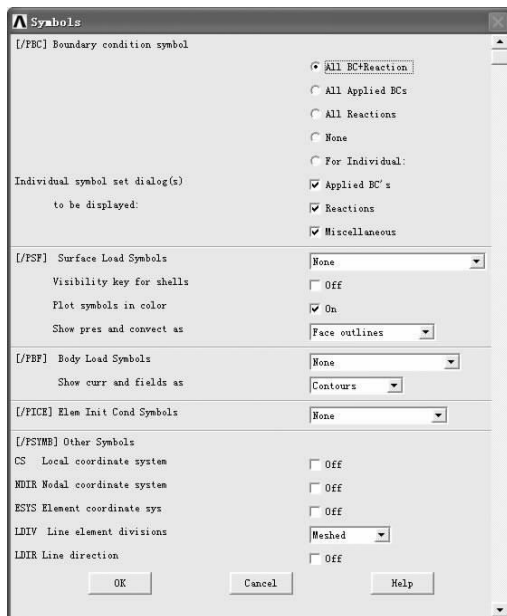 Symbols
[/PBC] Boundary condition symbol
All BC+Reaction
All Applied BCs
All Reactions
None
For Individual:
Individual symbol set dialog(s)
Applied BC's
to be displayed:
Reactions
Miscellaneous
[/PSF] Surface Load Symbols None
Visibility key for shells Off
Plot symbols in color On
Show pres and convect as Face outlines
[/PBF] Body Load Symbols None
Show curr and fields as Contours
[/PICE] Elem Init Cond Symbols None
[/PSYMB] Other Symbols
CS Local coordinate system Off
NDIR Nodal coordinate system Off
ESYS Element coordinate sys Off
LDIV Line element divisions Meshed
LDIR Line direction Off
OK Cancel Help